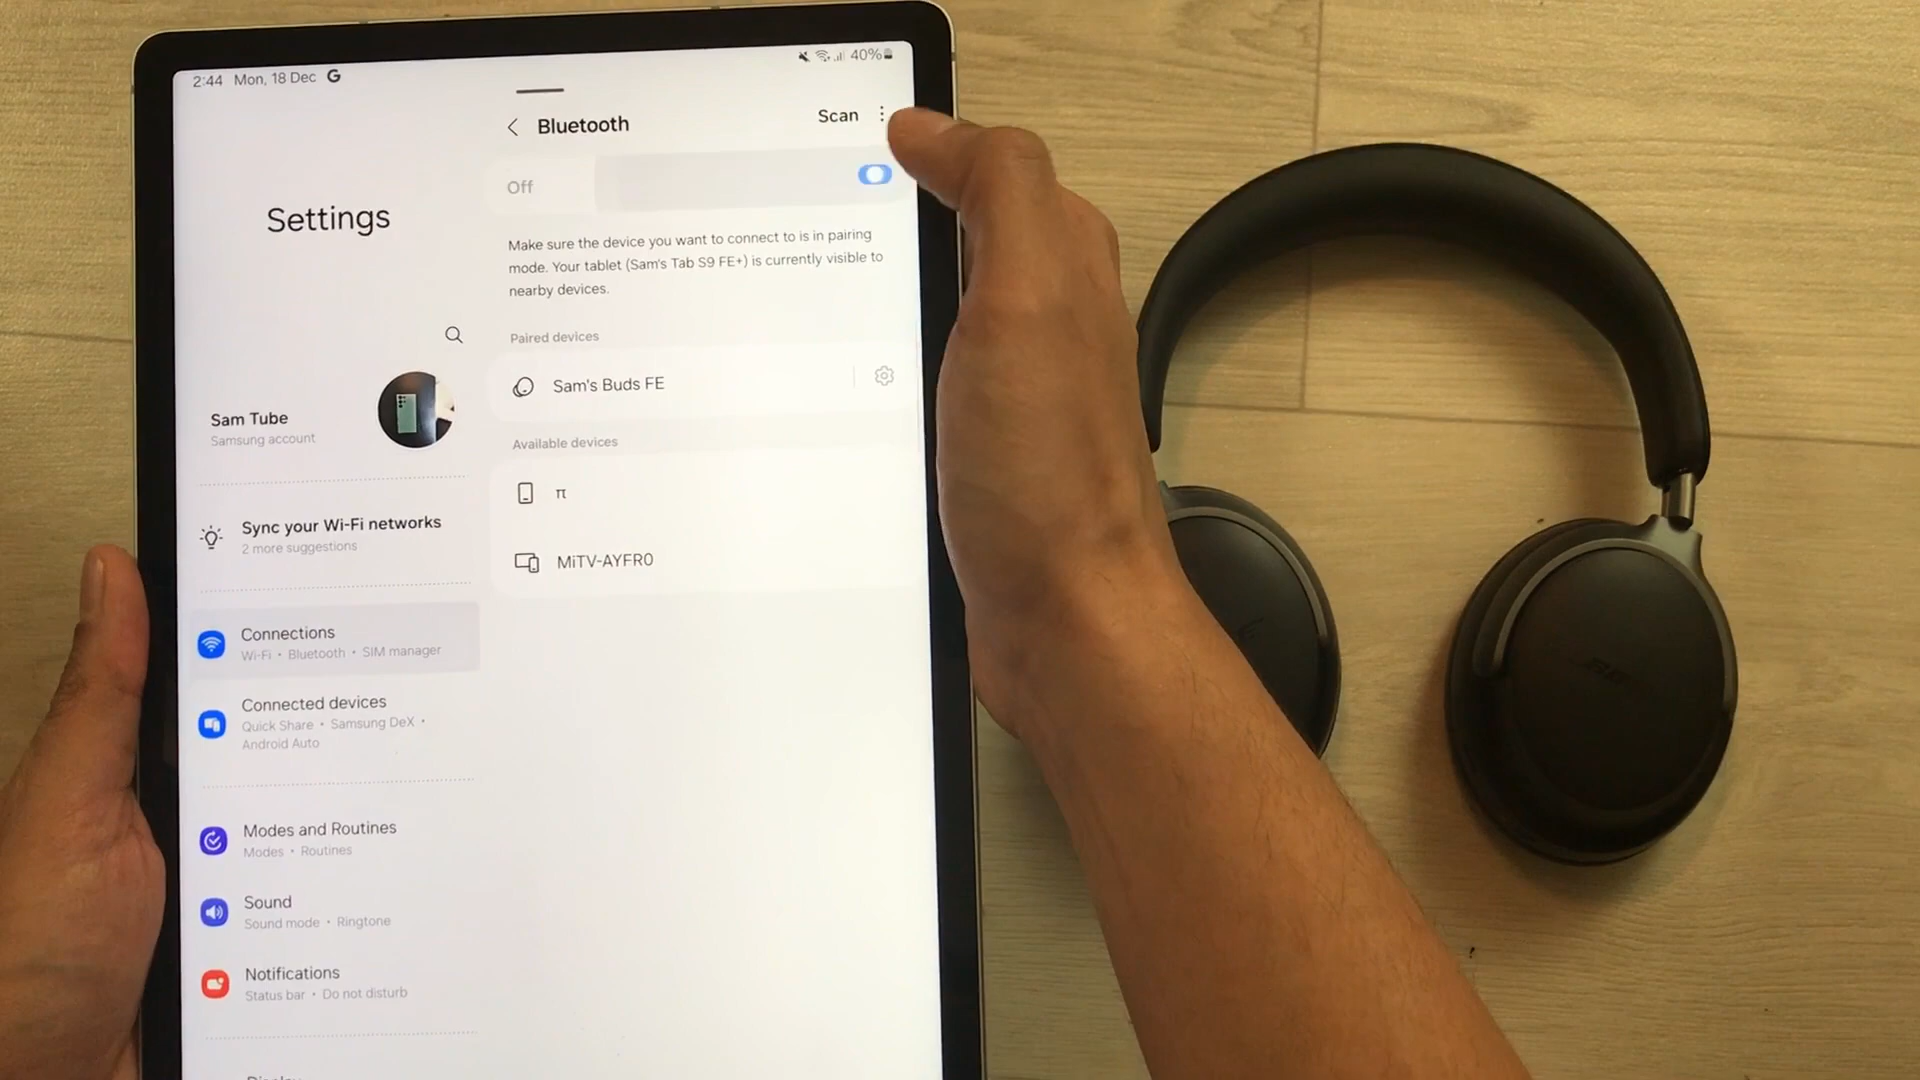 2:44 Mon, 18 Dec G
40%
Settings
Sam Tube
Samsung account
Sync your Wi-Fi networks
2 more suggestions
Connections
Wi-Fi • Bluetooth • SIM manager
Connected devices
Quick Share • Samsung DeX •
Android Auto
Modes and Routines
Modes • Routines
Sound
Sound mode • Ringtone
Notifications
Status bar • Do not disturb
Bluetooth
Scan
Off
Make sure the device you want to connect to is in pairing
mode. Your tablet (Sam's Tab S9 FE+) is currently visible to
nearby devices.
Paired devices
Sam's Buds FE
Available devices
π
MiTV-AYFR0